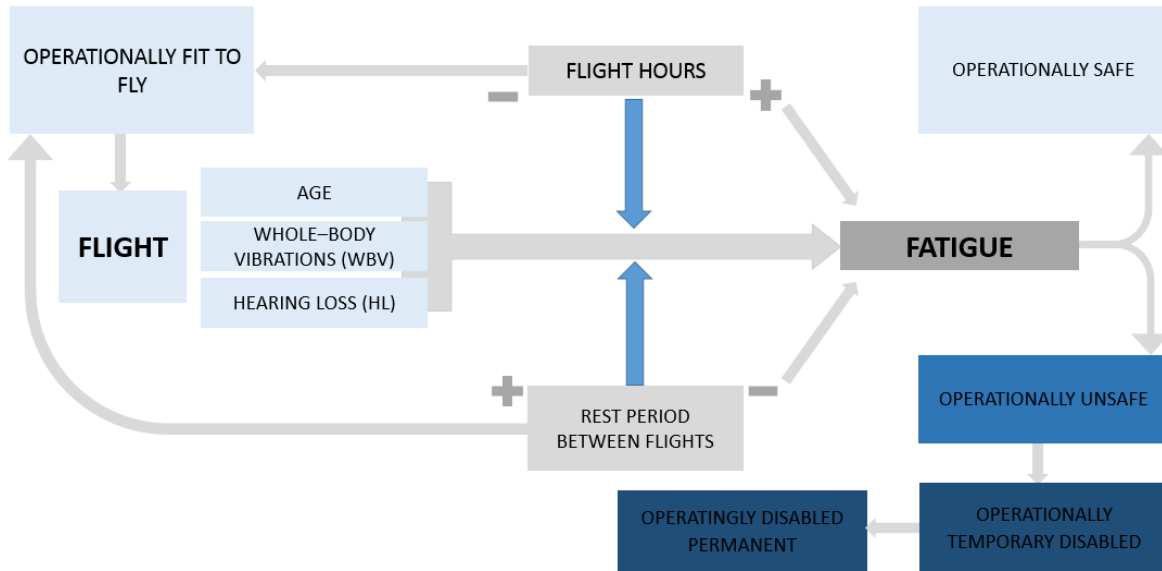 OPERATIONALLY FIT TO
FLY
FLIGHT HOURS
OPERATIONALLY SAFE
−
+
AGE
FLIGHT
WHOLE–BODY
VIBRATIONS (WBV)
FATIGUE
HEARING LOSS (HL)
+
−
REST PERIOD
BETWEEN FLIGHTS
OPERATIONALLY UNSAFE
OPERATINGLY DISABLED
PERMANENT
OPERATIONALLY
TEMPORARY DISABLED